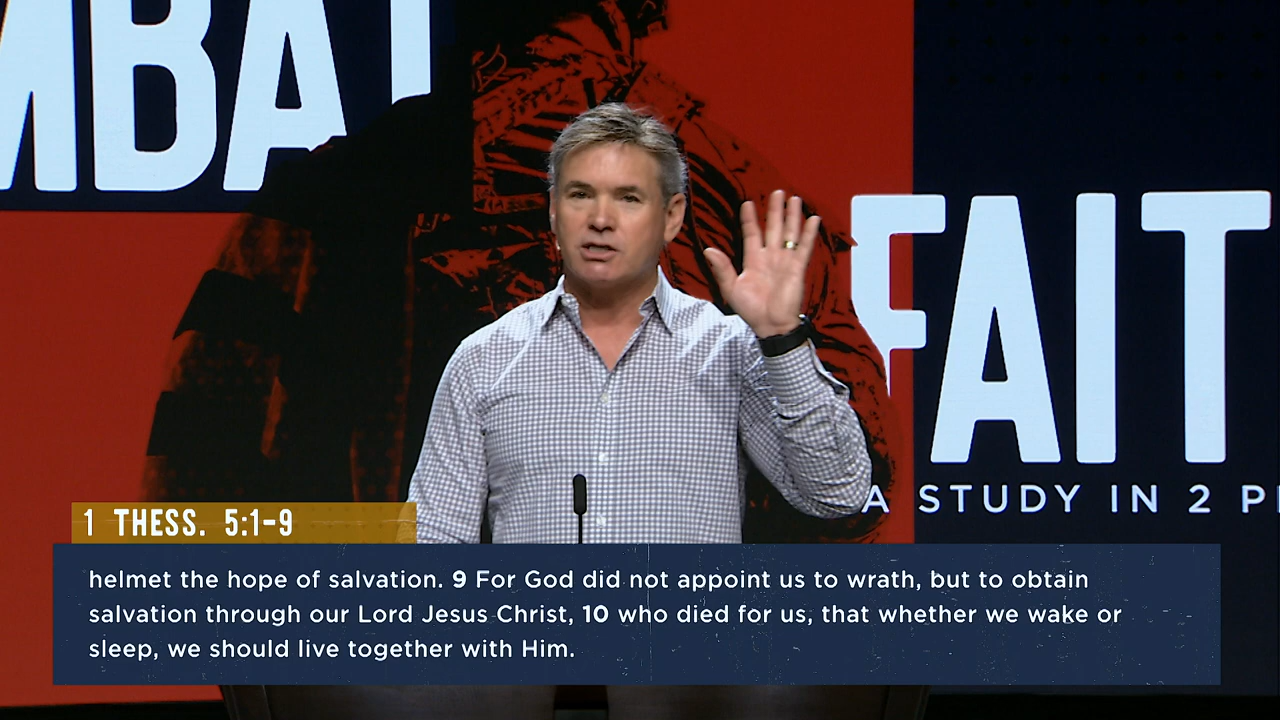 MBAT
FAIT
A STUDY IN 2 P
1 THESS. 5:1-9
helmet the hope of salvation. 9 For God did not appoint us to wrath, but to obtain
salvation through our Lord Jesus Christ, 10 who died for us, that whether we wake or
sleep, we should live together with Him.